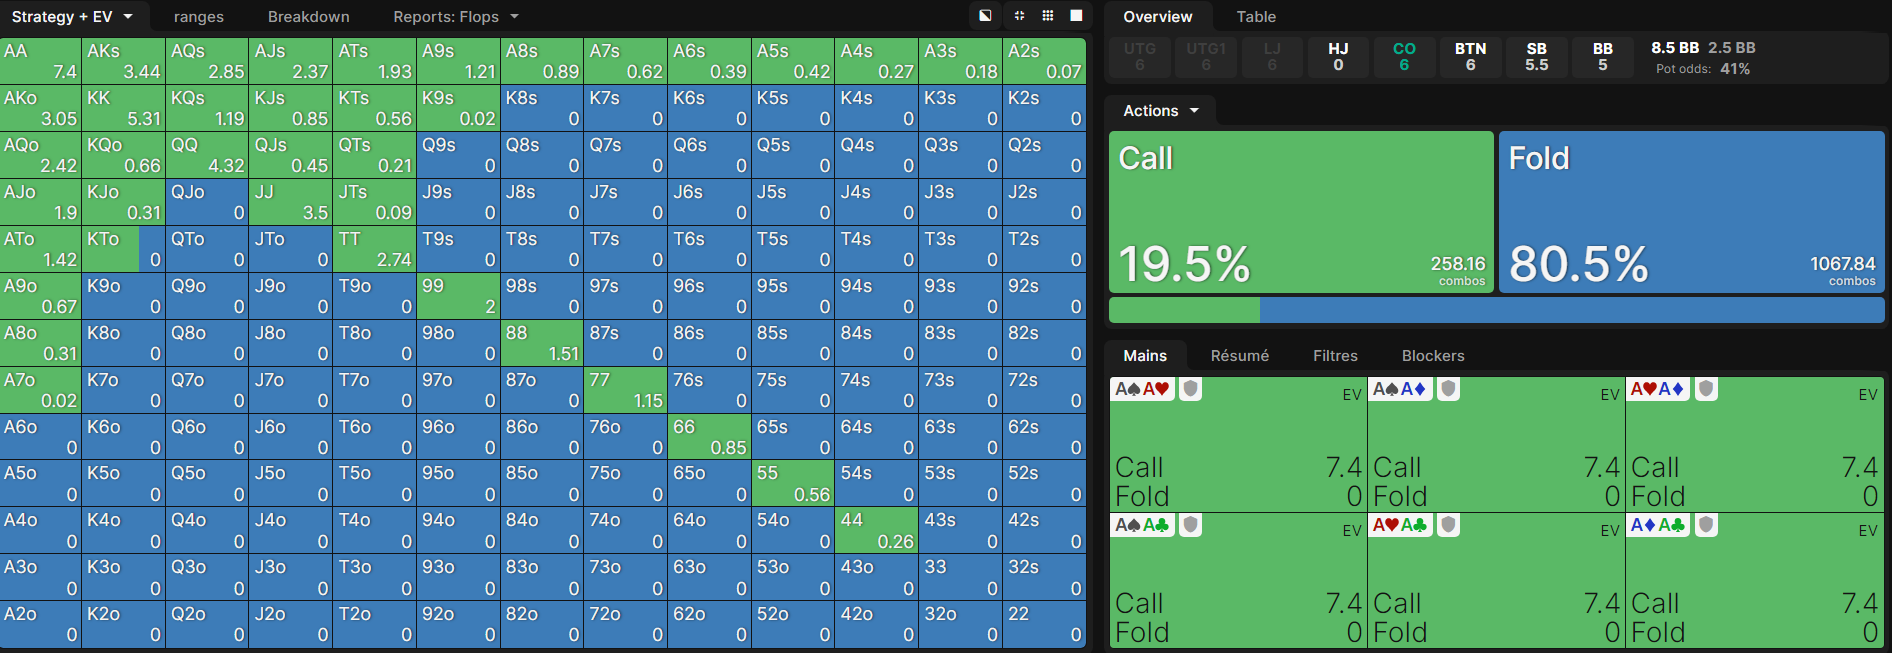 Strategy + EV ranges Breakdown Reports: Flops
AA AKs AQs AJs ATs A9s A8s A7s A6s A5s A4s A3s A2s
7.4 3.44 2.85 2.37 1.93 1.21 0.89 0.62 0.39 0.42 0.27 0.18 0.07
AKo KK KQs KJs KTs K9s K8s K7s K6s K5s K4s K3s K2s
3.05 5.31 1.19 0.85 0.56 0.02 0 0 0 0 0 0 0
AQo KQo QQ QJs QTs Q9s Q8s Q7s Q6s Q5s Q4s Q3s Q2s
2.42 0.66 4.32 0.45 0.21 0 0 0 0 0 0 0 0
AJo KJo QJo JJ JTs J9s J8s J7s J6s J5s J4s J3s J2s
1.9 0.31 0 3.5 0.09 0 0 0 0 0 0 0 0
ATo KTo QTo JTo TT T9s T8s T7s T6s T5s T4s T3s T2s
1.42 0 0 0 2.74 0 0 0 0 0 0 0 0
A9o K9o Q9o J9o T9o 99 98s 97s 96s 95s 94s 93s 92s
0.67 0 0 0 0 2 0 0 0 0 0 0 0
A8o K8o Q8o J8o T8o 98o 88 87s 86s 85s 84s 83s 82s
0.31 0 0 0 0 0 1.51 0 0 0 0 0 0
A7o K7o Q7o J7o T7o 97o 87o 77 76s 75s 74s 73s 72s
0.02 0 0 0 0 0 0 1.15 0 0 0 0 0
A6o K6o Q6o J6o T6o 96o 86o 76o 66 65s 64s 63s 62s
0 0 0 0 0 0 0 0 0.85 0 0 0 0
A5o K5o Q5o J5o T5o 95o 85o 75o 65o 55 54s 53s 52s
0 0 0 0 0 0 0 0 0 0.56 0 0 0
A4o K4o Q4o J4o T4o 94o 84o 74o 64o 54o 44 43s 42s
0 0 0 0 0 0 0 0 0 0 0.26 0 0
A3o K3o Q3o J3o T3o 93o 83o 73o 63o 53o 43o 33 32s
0 0 0 0 0 0 0 0 0 0 0 0 0
A2o K2o Q2o J2o T2o 92o 82o 72o 62o 52o 42o 32o 22
0 0 0 0 0 0 0 0 0 0 0 0 0
Overview Table
UTG UTG1 LJ HJ CO BTN SB BB 8.5 BB 2.5 BB
6 6 6 0 6 6 5.5 5 Pot odds: 41%
Actions
Call Fold
19.5% 258.16 combos 80.5% 1067.84 combos
Mains Résumé Filtres Blockers
A♠A♥ EV A♠A♦ EV A♥A♦ EV
Call 7.4 Call 7.4 Call 7.4
Fold 0 Fold 0 Fold 0
A♠A♣ EV A♥A♣ EV A♦A♣ EV
Call 7.4 Call 7.4 Call 7.4
Fold 0 Fold 0 Fold 0